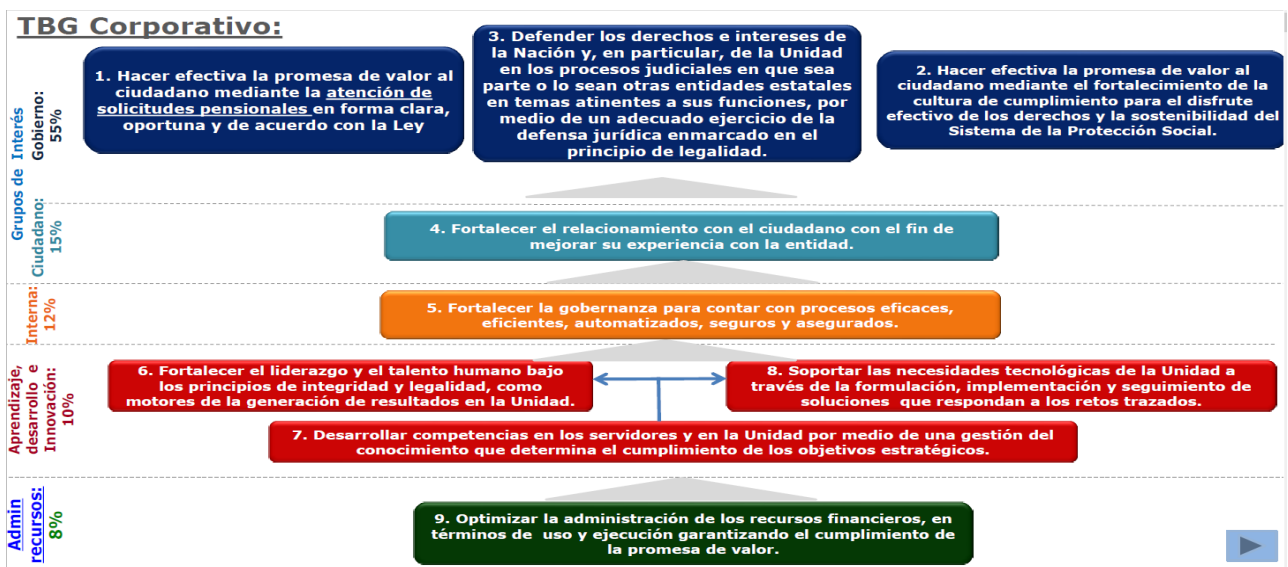 TBG Corporativo:
Grupos de Interés
Gobierno:
55%
1. Hacer efectiva la promesa de valor al
ciudadano mediante la atención de
solicitudes pensionales en forma clara,
oportuna y de acuerdo con la Ley
3. Defender los derechos e intereses de
la Nación y, en particular, de la Unidad
en los procesos judiciales en que sea
parte o lo sean otras entidades estatales
en temas atinentes a sus funciones, por
medio de un adecuado ejercicio de la
defensa jurídica enmarcado en el
principio de legalidad.
2. Hacer efectiva la promesa de valor al
ciudadano mediante el fortalecimiento de la
cultura de cumplimiento para el disfrute
efectivo de los derechos y la sostenibilidad del
Sistema de la Protección Social.
Ciudadano:
15%
4. Fortalecer el relacionamiento con el ciudadano con el fin de
mejorar su experiencia con la entidad.
Interna:
12%
5. Fortalecer la gobernanza para contar con procesos eficaces,
eficientes, automatizados, seguros y asegurados.
Aprendizaje,
desarrollo e
Innovación:
10%
6. Fortalecer el liderazgo y el talento humano bajo
los principios de integridad y legalidad, como
motores de la generación de resultados en la Unidad.
8. Soportar las necesidades tecnológicas de la Unidad a
través de la formulación, implementación y seguimiento de
soluciones que respondan a los retos trazados.
7. Desarrollar competencias en los servidores y en la Unidad por medio de una gestión del
conocimiento que determina el cumplimiento de los objetivos estratégicos.
Admin
recursos:
8%
9. Optimizar la administración de los recursos financieros, en
términos de uso y ejecución garantizando el cumplimiento de
la promesa de valor.